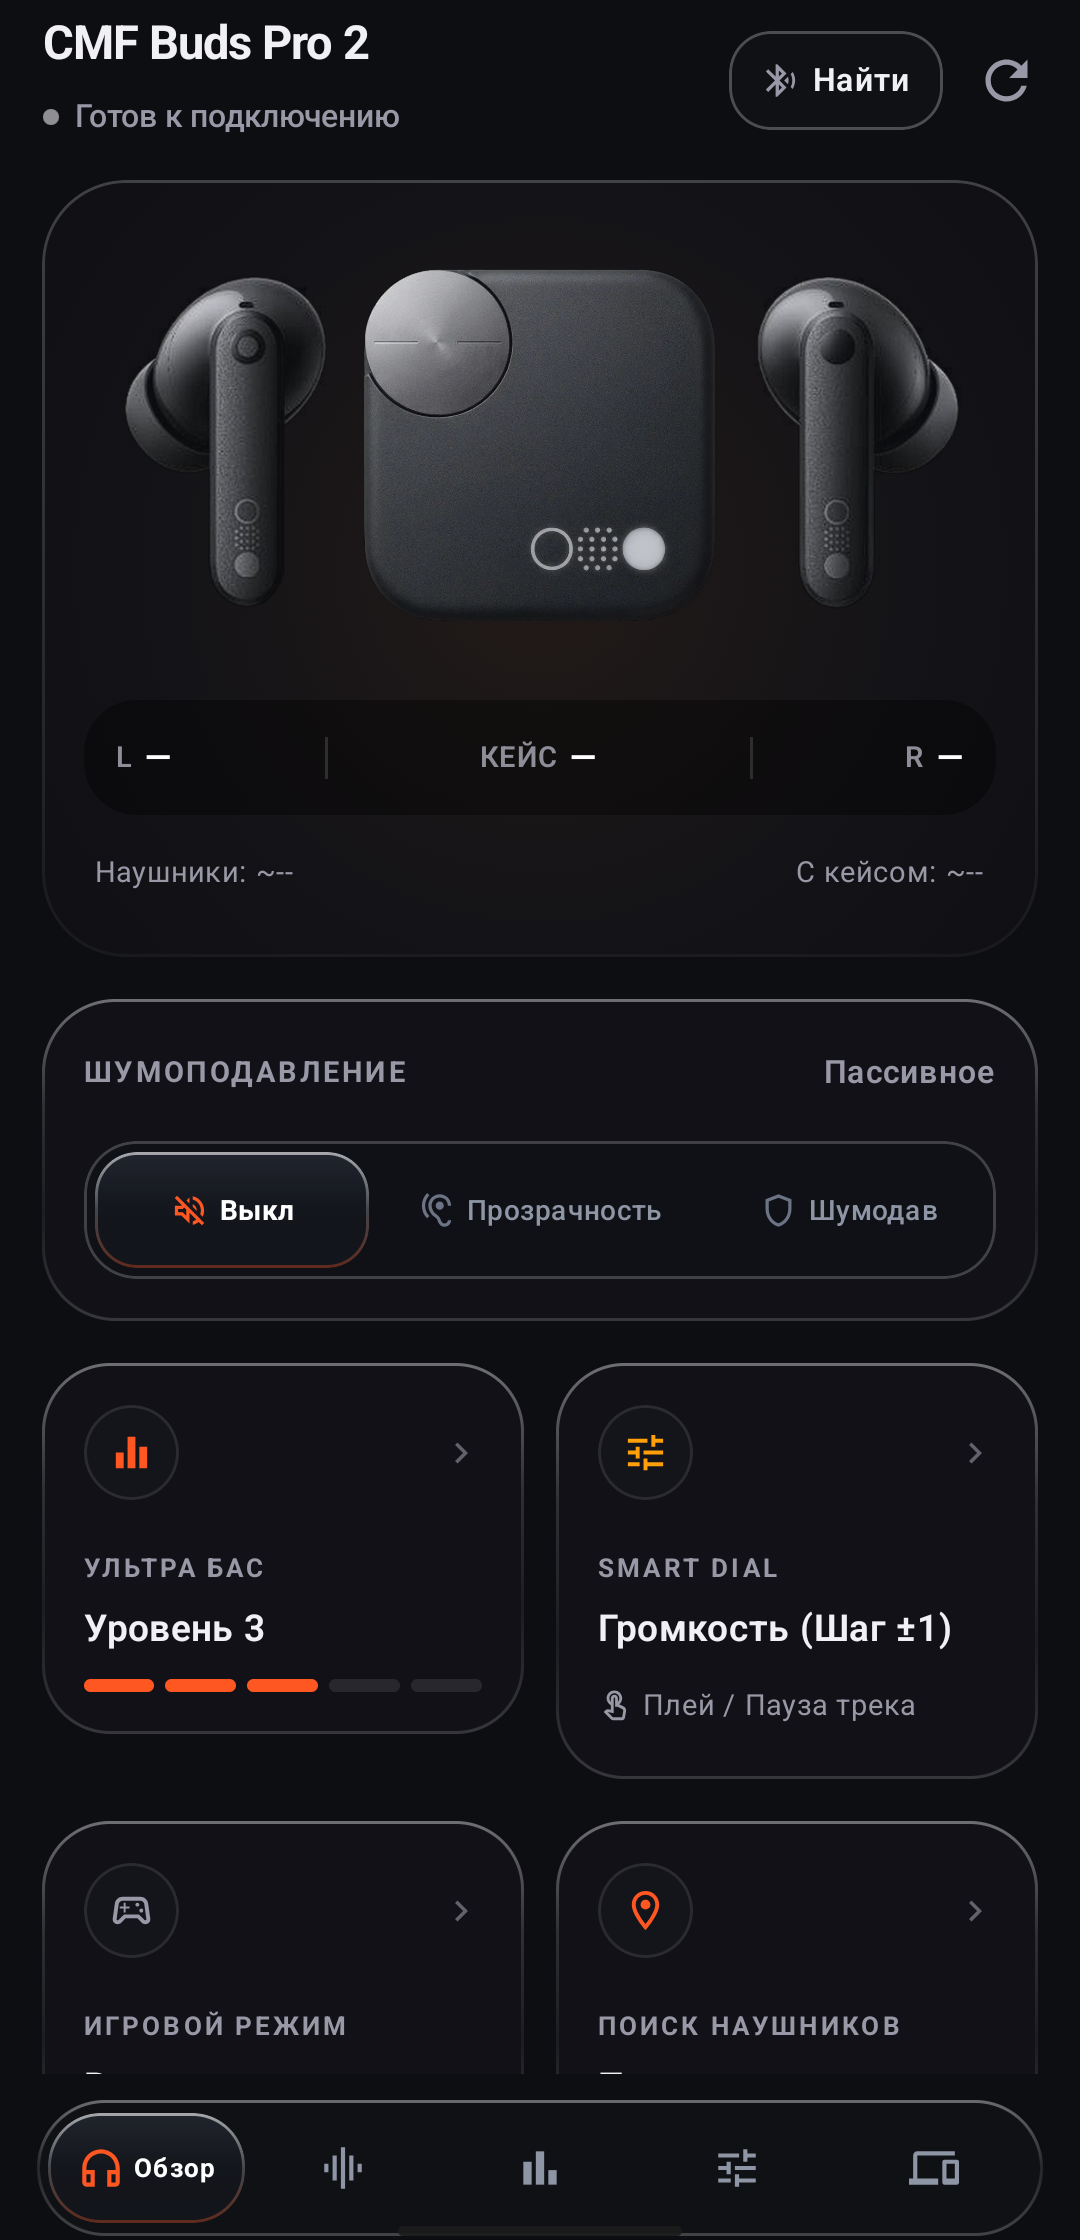 CMF Buds Pro 2
Готов к подключению
Найти
L —
КЕЙС —
R —
Наушники: ~--
С кейсом: ~--
ШУМОПОДАВЛЕНИЕ
Пассивное
Выкл
Прозрачность
Шумодав
УЛЬТРА БАС
Уровень 3
SMART DIAL
Громкость (Шаг ±1)
Плей / Пауза трека
ИГРОВОЙ РЕЖИМ
ПОИСК НАУШНИКОВ
Обзор